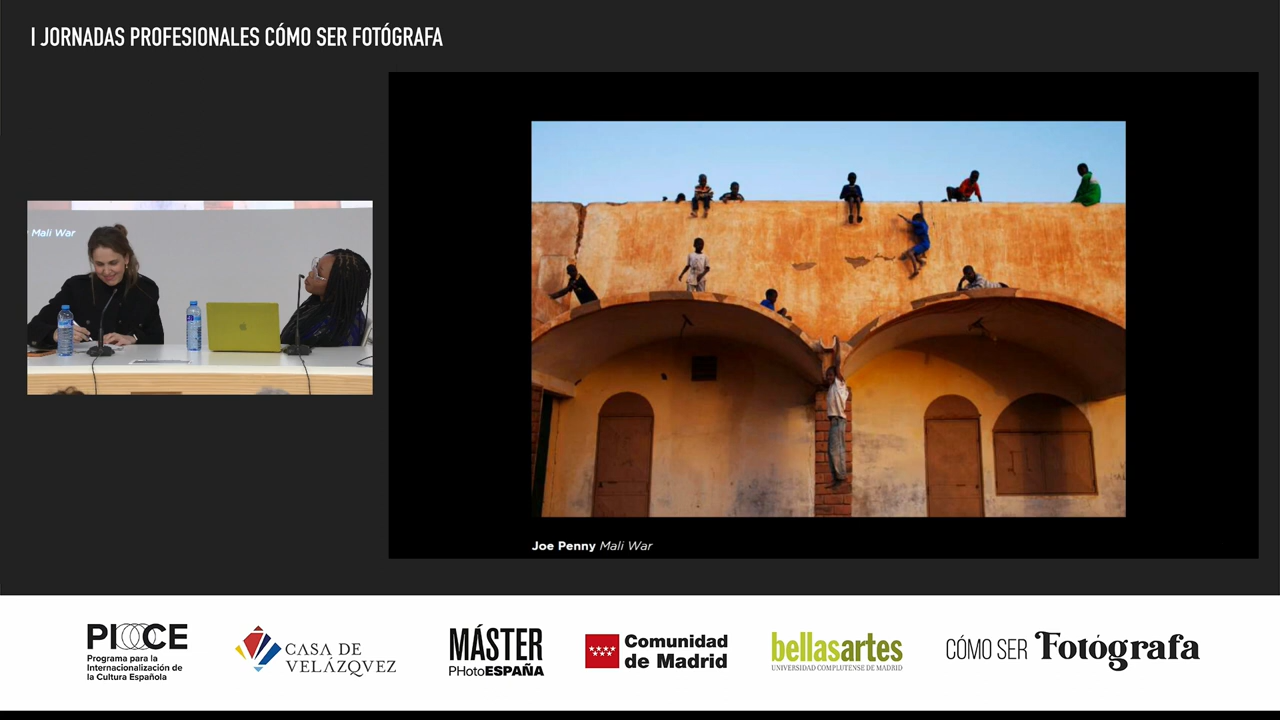 I JORNADAS PROFESIONALES CÓMO SER FOTÓGRAFA
Mali War
Joe Penny Mali War
PICE
Programa para la
Internacionalización de
la Cultura Española
CASA DE
VELÁZQVEZ
MÁSTER
PHotoESPAÑA
Comunidad
de Madrid
bellasartes
UNIVERSIDAD COMPLUTENSE DE MADRID
CÓMO SER Fotógrafa